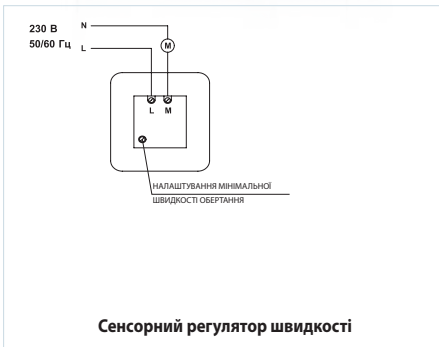 230 В N
50/60 Гц L
M
L M
НАЛАШТУВАННЯ МІНІМАЛЬНОЇ
ШВИДКОСТІ ОБЕРТАННЯ
Сенсорний регулятор швидкості